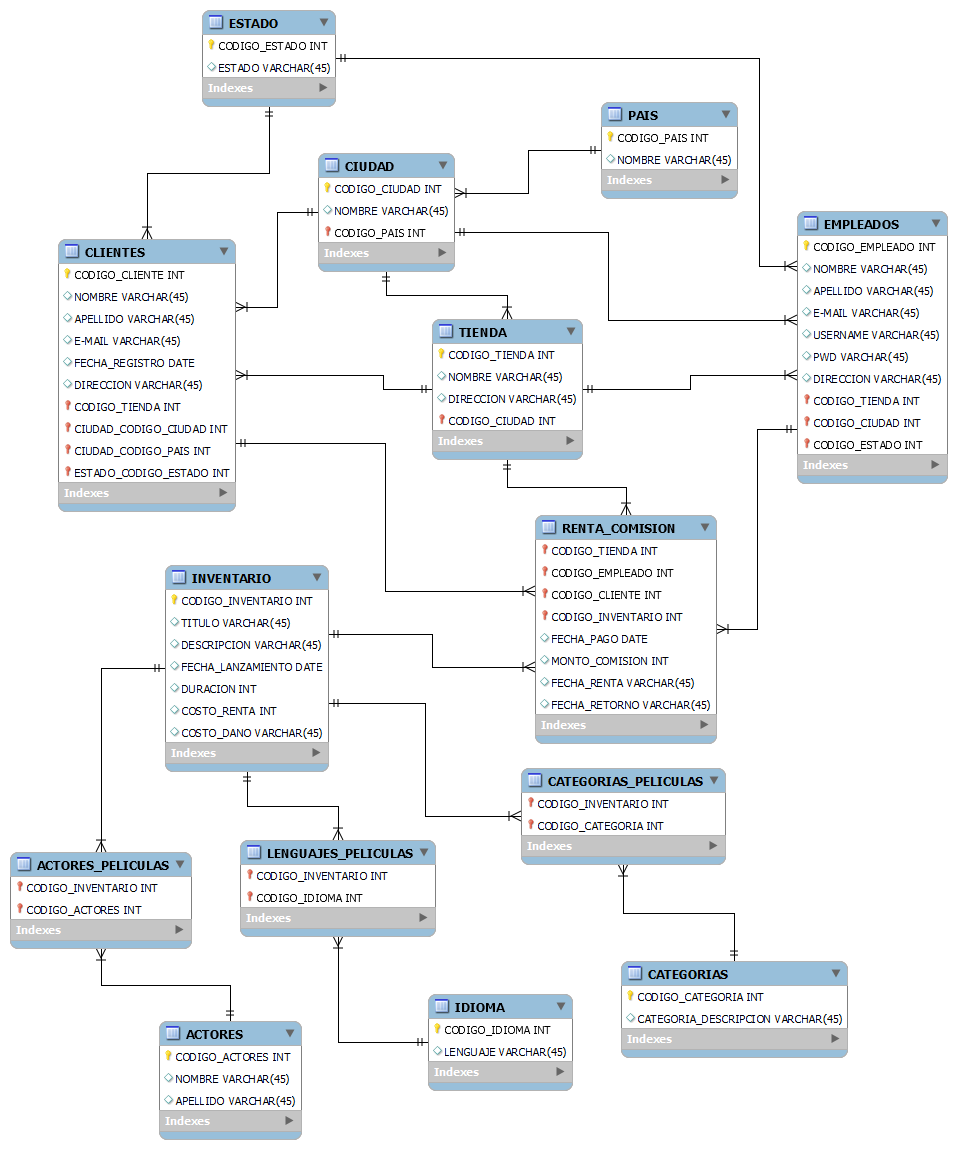 ESTADO
CODIGO_ESTADO INT
ESTADO VARCHAR(45)
Indexes
PAIS
CODIGO_PAIS INT
NOMBRE VARCHAR(45)
Indexes
CIUDAD
CODIGO_CIUDAD INT
NOMBRE VARCHAR(45)
CODIGO_PAIS INT
Indexes
EMPLEADOS
CODIGO_EMPLEADO INT
NOMBRE VARCHAR(45)
APELLIDO VARCHAR(45)
E-MAIL VARCHAR(45)
USERNAME VARCHAR(45)
PWD VARCHAR(45)
DIRECCION VARCHAR(45)
CODIGO_TIENDA INT
CODIGO_CIUDAD INT
CODIGO_ESTADO INT
Indexes
CLIENTES
CODIGO_CLIENTE INT
NOMBRE VARCHAR(45)
APELLIDO VARCHAR(45)
E-MAIL VARCHAR(45)
FECHA_REGISTRO DATE
DIRECCION VARCHAR(45)
CODIGO_TIENDA INT
CIUDAD_CODIGO_CIUDAD INT
CIUDAD_CODIGO_PAIS INT
ESTADO_CODIGO_ESTADO INT
Indexes
TIENDA
CODIGO_TIENDA INT
NOMBRE VARCHAR(45)
DIRECCION VARCHAR(45)
CODIGO_CIUDAD INT
Indexes
RENTA_COMISION
CODIGO_TIENDA INT
CODIGO_EMPLEADO INT
CODIGO_CLIENTE INT
CODIGO_INVENTARIO INT
FECHA_PAGO DATE
MONTO_COMISION INT
FECHA_RENTA VARCHAR(45)
FECHA_RETORNO VARCHAR(45)
Indexes
INVENTARIO
CODIGO_INVENTARIO INT
TITULO VARCHAR(45)
DESCRIPCION VARCHAR(45)
FECHA_LANZAMIENTO DATE
DURACION INT
COSTO_RENTA INT
COSTO_DANO VARCHAR(45)
Indexes
CATEGORIAS_PELICULAS
CODIGO_INVENTARIO INT
CODIGO_CATEGORIA INT
Indexes
ACTORES_PELICULAS
CODIGO_INVENTARIO INT
CODIGO_ACTORES INT
Indexes
LENGUAJES_PELICULAS
CODIGO_INVENTARIO INT
CODIGO_IDIOMA INT
Indexes
CATEGORIAS
CODIGO_CATEGORIA INT
CATEGORIA_DESCRIPCION VARCHAR(45)
Indexes
IDIOMA
CODIGO_IDIOMA INT
LENGUAJE VARCHAR(45)
Indexes
ACTORES
CODIGO_ACTORES INT
NOMBRE VARCHAR(45)
APELLIDO VARCHAR(45)
Indexes